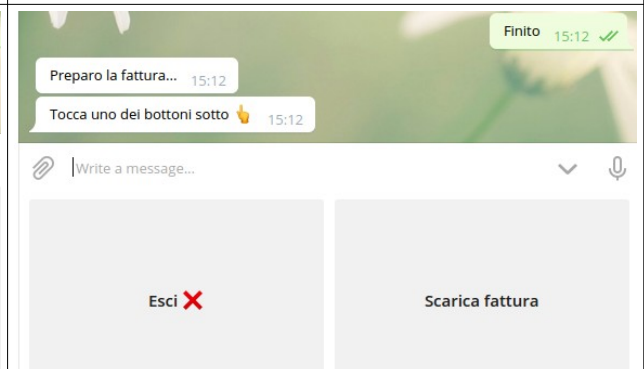 Finito 15:12
Preparo la fattura... 15:12
Tocca uno dei bottoni sotto 👆 15:12
Write a message...
Esci ❌
Scarica fattura